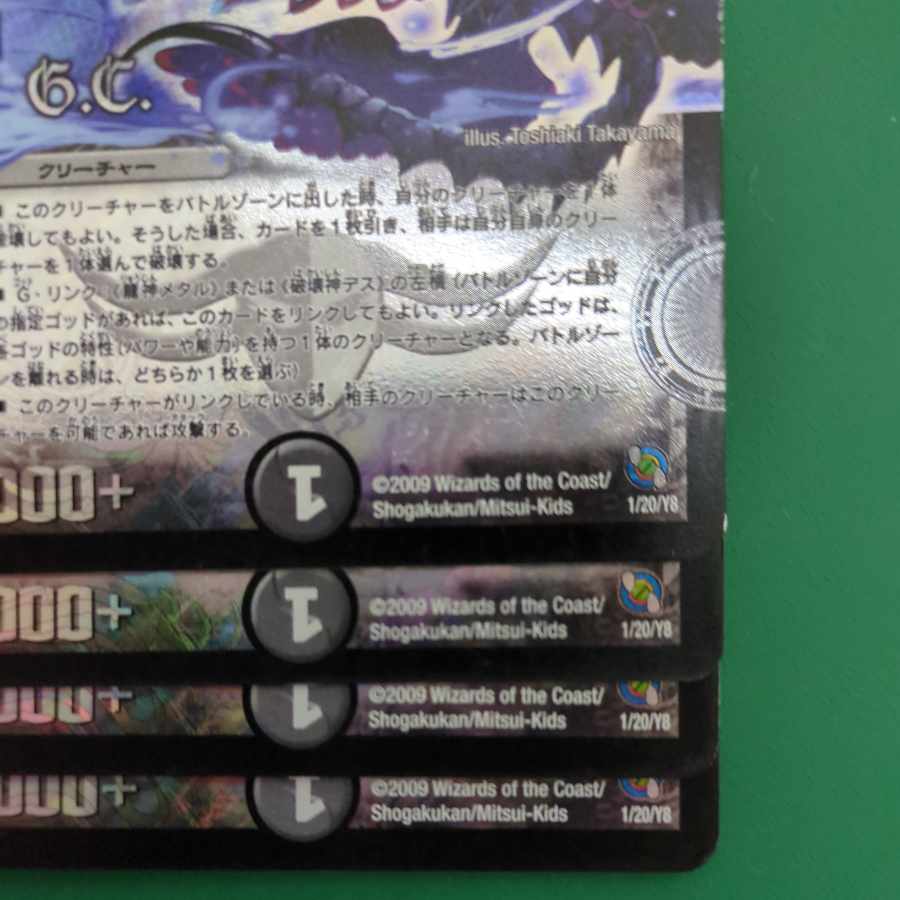 G.C.
illus. Toshiaki Takayama
クリーチャー
■ このクリーチャーをバトルゾーンに出した時、自分のクリーチャーを1体
破壊してもよい。そうした場合、カードを1枚引き、相手は自分自身のクリー
チャーを1体選んで破壊する。
■ G・リンク《龍神メタル》または《破壊神デス》の左横(バトルゾーンに自分
の指定ゴッドがあれば、このカードをリンクしてもよい。リンクしたゴッドは、
各ゴッドの特性(パワーや能力)を持つ1体のクリーチャーとなる。バトルゾー
ンを離れる時は、どちらか1枚を選ぶ)
■ このクリーチャーがリンクしている時、相手のクリーチャーはこのクリー
チャーを可能であれば攻撃する。
000+ 1 ©2009 Wizards of the Coast/
Shogakukan/Mitsui-Kids 1/20/Y8
000+ 1 ©2009 Wizards of the Coast/
Shogakukan/Mitsui-Kids 1/20/Y8
000+ 1 ©2009 Wizards of the Coast/
Shogakukan/Mitsui-Kids 1/20/Y8
000+ 1 ©2009 Wizards of the Coast/
Shogakukan/Mitsui-Kids 1/20/Y8